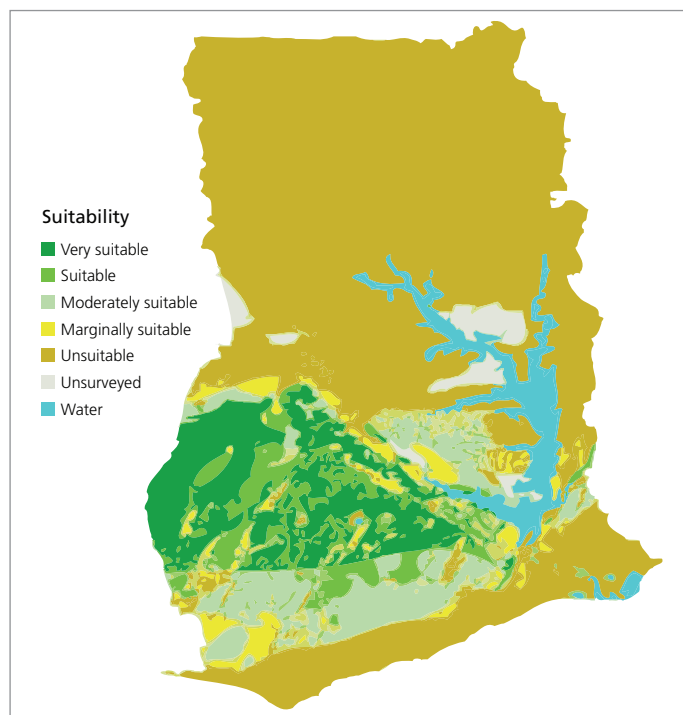 Suitability
Very suitable
Suitable
Moderately suitable
Marginally suitable
Unsuitable
Unsurveyed
Water